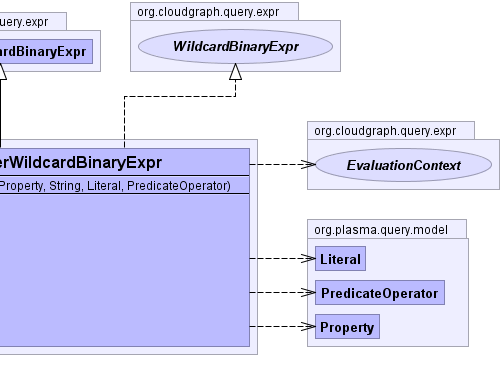 org.cloudgraph.query.expr
uery.expr
WildcardBinaryExpr
ardBinaryExpr
org.cloudgraph.query.expr
erWildcardBinaryExpr
EvaluationContext
Property, String, Literal, PredicateOperator)
org.plasma.query.model
Literal
PredicateOperator
Property